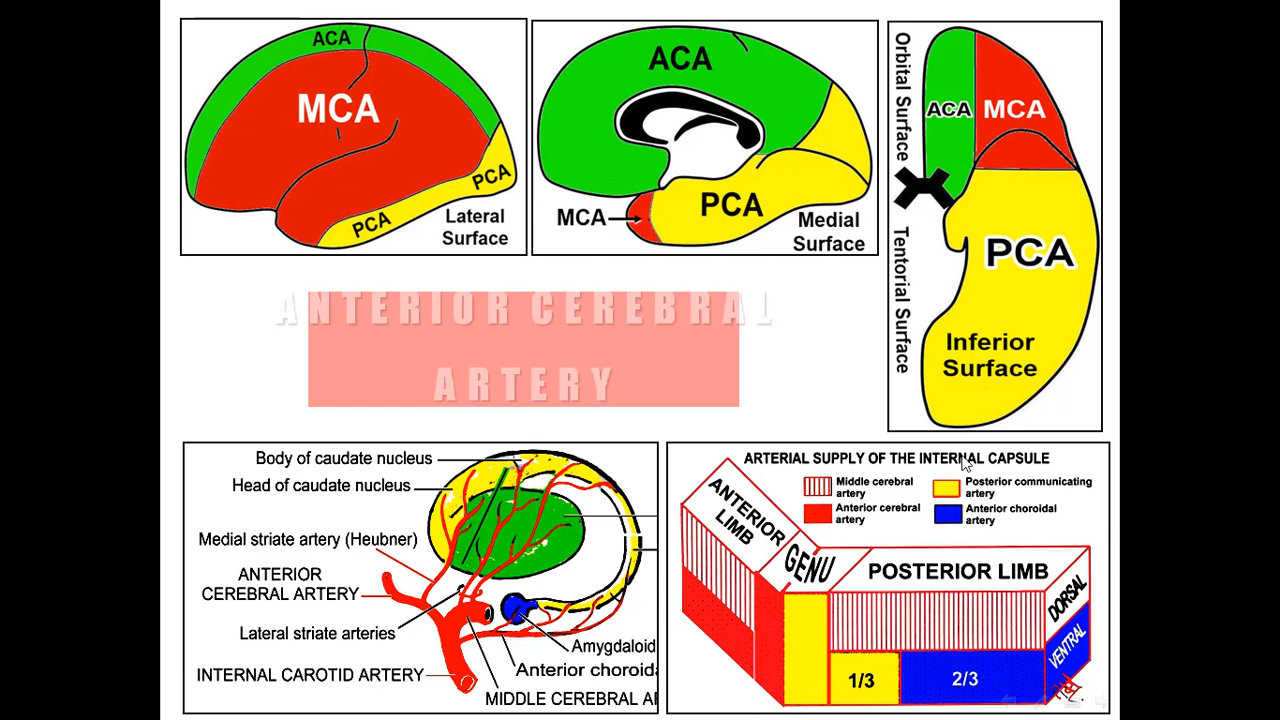 ACA
MCA
PCA
PCA
Lateral
Surface
ACA
MCA
PCA
Medial
Surface
Orbital Surface
Tentorial Surface
ACA
MCA
PCA
Inferior
Surface
ANTERIOR CEREBRAL
ARTERY
Body of caudate nucleus
Head of caudate nucleus
Medial striate artery (Heubner)
ANTERIOR
CEREBRAL ARTERY
Lateral striate arteries
INTERNAL CAROTID ARTERY
Amygdaloid
Anterior choroida
MIDDLE CEREBRAL AR
ARTERIAL SUPPLY OF THE INTERNAL CAPSULE
Middle cerebral
artery
Posterior communicating
artery
Anterior cerebral
artery
Anterior choroidal
artery
ANTERIOR
LIMB
GENU
POSTERIOR LIMB
DORSAL
VENTRAL
1/3
2/3